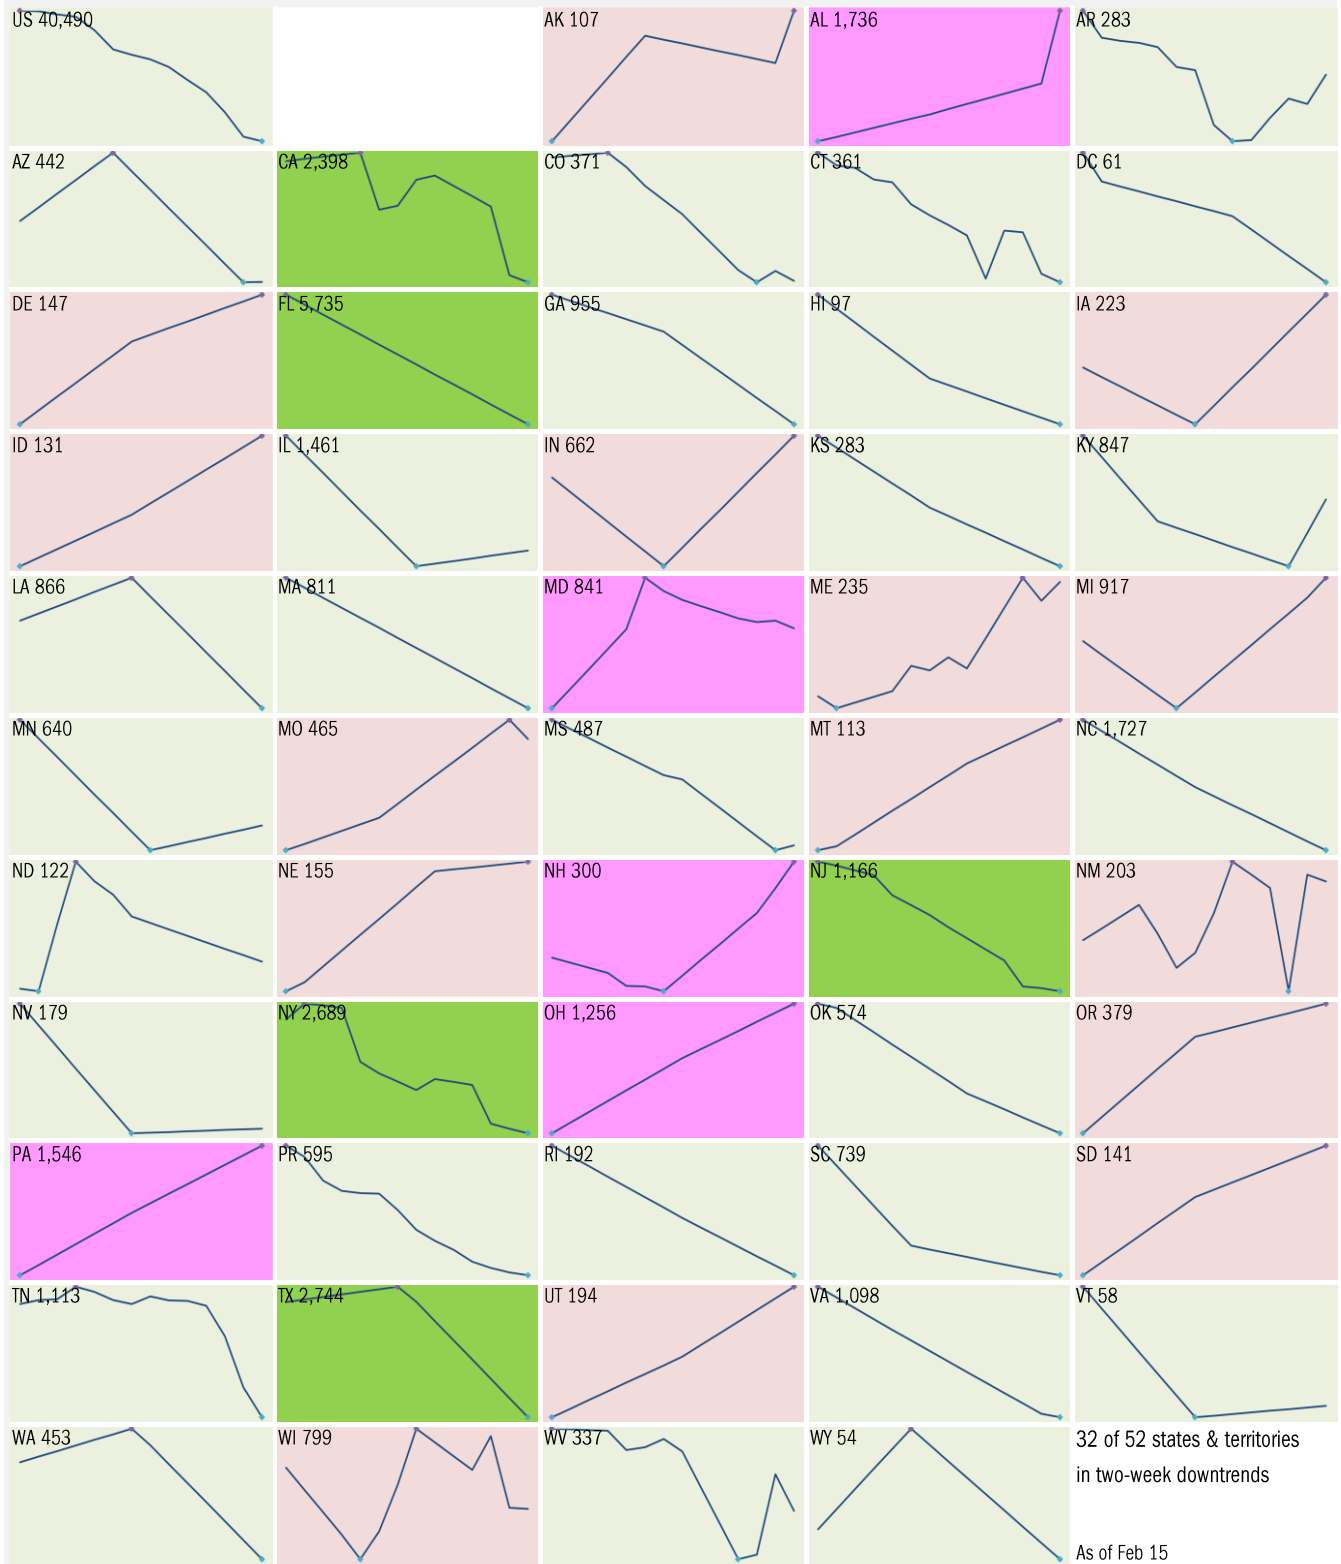 US 40,490
AK 107
AL 1,736
AR 283
AZ 442
CA 2,398
CO 371
CT 361
DC 61
DE 147
FL 5,735
GA 955
HI 97
IA 223
ID 131
IL 1,461
IN 662
KS 283
KY 847
LA 866
MA 811
MD 841
ME 235
MI 917
MN 640
MO 465
MS 487
MT 113
NC 1,727
ND 122
NE 155
NH 300
NJ 1,166
NM 203
NV 179
NY 2,689
OH 1,256
OK 574
OR 379
PA 1,546
PR 595
RI 192
SC 739
SD 141
TN 1,113
TX 2,744
UT 194
VA 1,098
VT 58
WA 453
WI 799
WV 337
WY 54
32 of 52 states & territories
in two-week downtrends
As of Feb 15